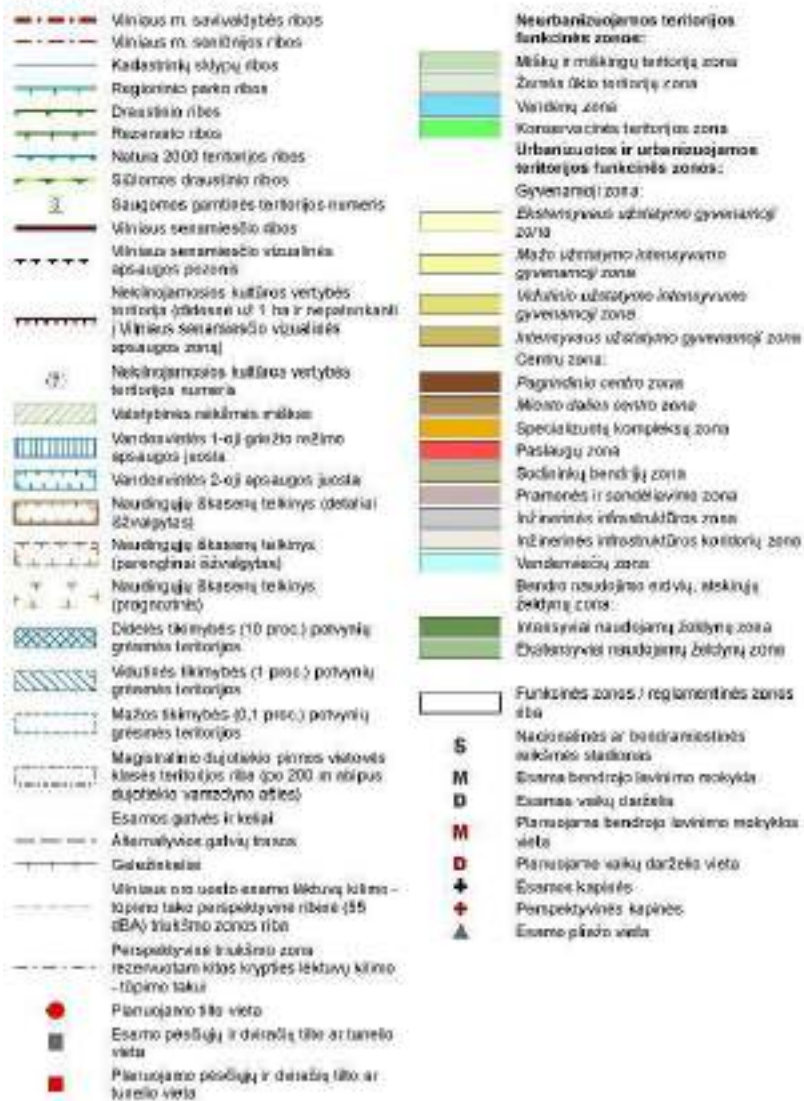 Vilniaus m. savivaldybės ribos
Vilniaus m. seniūnijos ribos
Kadastrinių sklypų ribos
Regioninio parko ribos
Draustinio ribos
Rezervato ribos
Natura 2000 teritorijos ribos
Siūlomos draustinio ribos
Saugomos gamtinės teritorijos numeris
Vilniaus senamiesčio ribos
Vilniaus senamiesčio vizualinės
apsaugos pozonis
Nekilnojamosios kultūros vertybės
teritorija (didesnė už 1 ha ir nepatenkanti
į Vilniaus senamiesčio vizualinės
apsaugos zoną)
Nekilnojamosios kultūros vertybės
teritorijos numeris
Valstybinės reikšmės miškas
Vandenvietės 1-oji griežto režimo
apsaugos juosta
Vandenvietės 2-oji apsaugos juosta
Naudingųjų iškasenų telkinys (detaliai
išžvalgytas)
Naudingųjų iškasenų telkinys
(parengtinai išžvalgytas)
Naudingųjų iškasenų telkinys
(prognozinis)
Didelės tikimybės (10 proc.) potvynių
grėsmės teritorijos
Vidutinės tikimybės (1 proc.) potvynių
grėsmės teritorijos
Mažos tikimybės (0,1 proc.) potvynių
grėsmės teritorijos
Magistralinio dujotiekio pirmos vietovės
klasės teritorijos riba (po 200 m abipus
dujotiekio vamzdyno ašies)
Esamos gatvės ir keliai
Alternatyvios gatvių trasos
Geležinkeliai
Vilniaus oro uosto esamo lėktuvų kilimo -
tūpimo tako perspektyvinė ribinė (55
dBA) triukšmo zonos riba
Perspektyvinė triukšmo zona
rezervuotam kitos krypties lėktuvų kilimo
- tūpimo takui
Planuojamo tilto vieta
Esamo pėsčiųjų ir dviračių tilto ar tunelio
vieta
Planuojamo pėsčiųjų ir dviračių tilto ar
tunelio vieta
Neurbanizuojamos teritorijos
funkcinės zonos:
Miškų ir miškingų teritorijų zona
Žemės ūkio teritorijų zona
Vandenų zona
Konservacinės teritorijos zona
Urbanizuotos ir urbanizuojamos
teritorijos funkcinės zonos:
Gyvenamoji zona:
Ekstensyvaus užstatymo gyvenamoji
zona
Mažo užstatymo intensyvumo
gyvenamoji zona
Vidutinio užstatymo intensyvumo
gyvenamoji zona
Intensyvaus užstatymo gyvenamoji zona
Centrų zona:
Pagrindinio centro zona
Miesto dalies centro zona
Specializuotų kompleksų zona
Paslaugų zona
Sodininkų bendrijų zona
Pramonės ir sandėliavimo zona
Inžinerinės infrastruktūros zona
Inžinerinės infrastruktūros koridorių zona
Vandenviečių zona
Bendro naudojimo erdvių, atskirųjų
želdynų zona:
Intensyviai naudojamų želdynų zona
Ekstensyviai naudojamų želdynų zona
Funkcinės zonos / reglamentinės zonos
riba
S Nacionalinės ar bendramiestinės
reikšmės stadionas
M Esama bendrojo lavinimo mokykla
D Esamas vaikų darželis
M Planuojama bendrojo lavinimo mokyklos
vieta
D Planuojama vaikų darželio vieta
Esamos kapinės
Perspektyvinės kapinės
Esama pliažo vieta